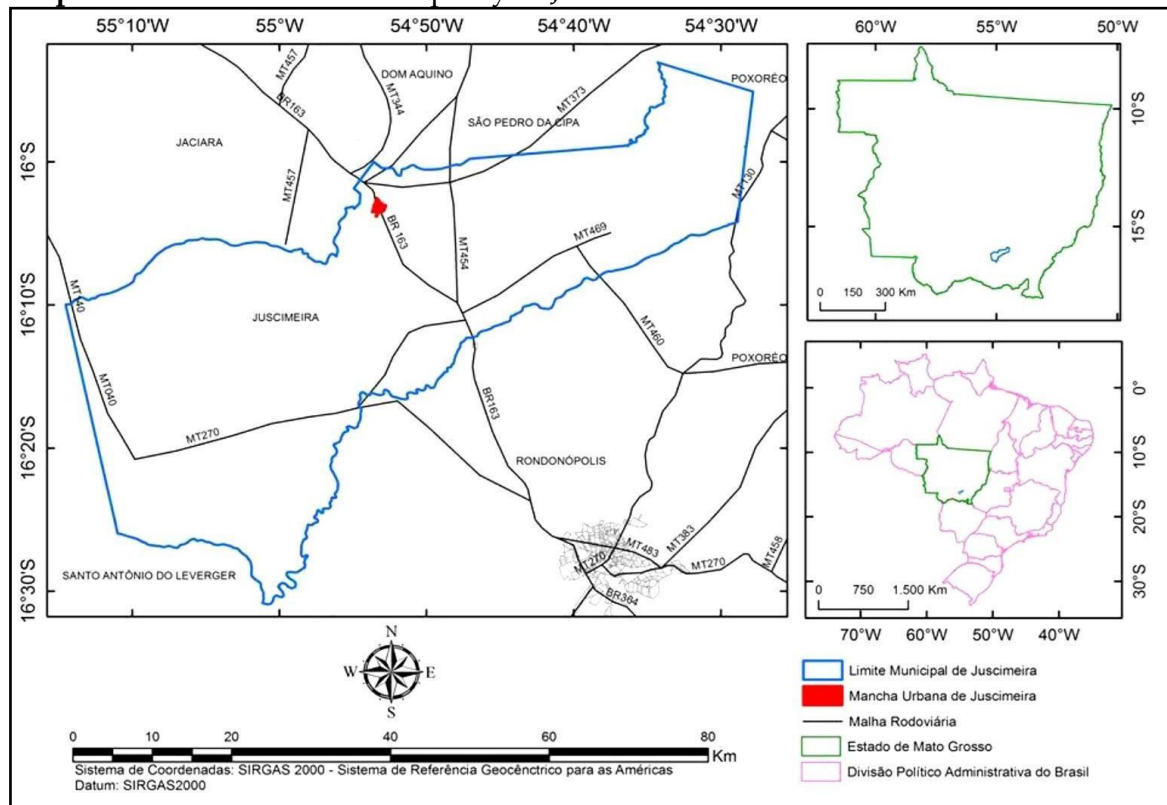 55°10'W 55°0'W 54°50'W 54°40'W 54°30'W
16°S
16°10'S
16°20'S
16°30'S
MT457
BR163
MT344
DOM AQUINO
MT373
SÃO PEDRO DA CIPA
POXORÉO
JACIARA
MT457
MT130
BR 163
MT454
MT469
MT140
JUSCIMEIRA
MT460
POXORÉO
MT040
BR163
MT270
RONDONÓPOLIS
SANTO ANTÔNIO DO LEVERGER
MT483
MT383
MT270
MT270
MT458
BR364
60°W 55°W 50°W
10°S
15°S
0 150 300 Km
0°
10°S
20°S
30°S
0 750 1.500 Km
70°W 60°W 50°W 40°W
N
W E
S
0 10 20 40 60 80
Km
Sistema de Coordenadas: SIRGAS 2000 - Sistema de Referência Geocênctrico para as Américas
Datum: SIRGAS2000
Limite Municipal de Juscimeira
Mancha Urbana de Juscimeira
Malha Rodoviária
Estado de Mato Grosso
Divisão Político Administrativa do Brasil